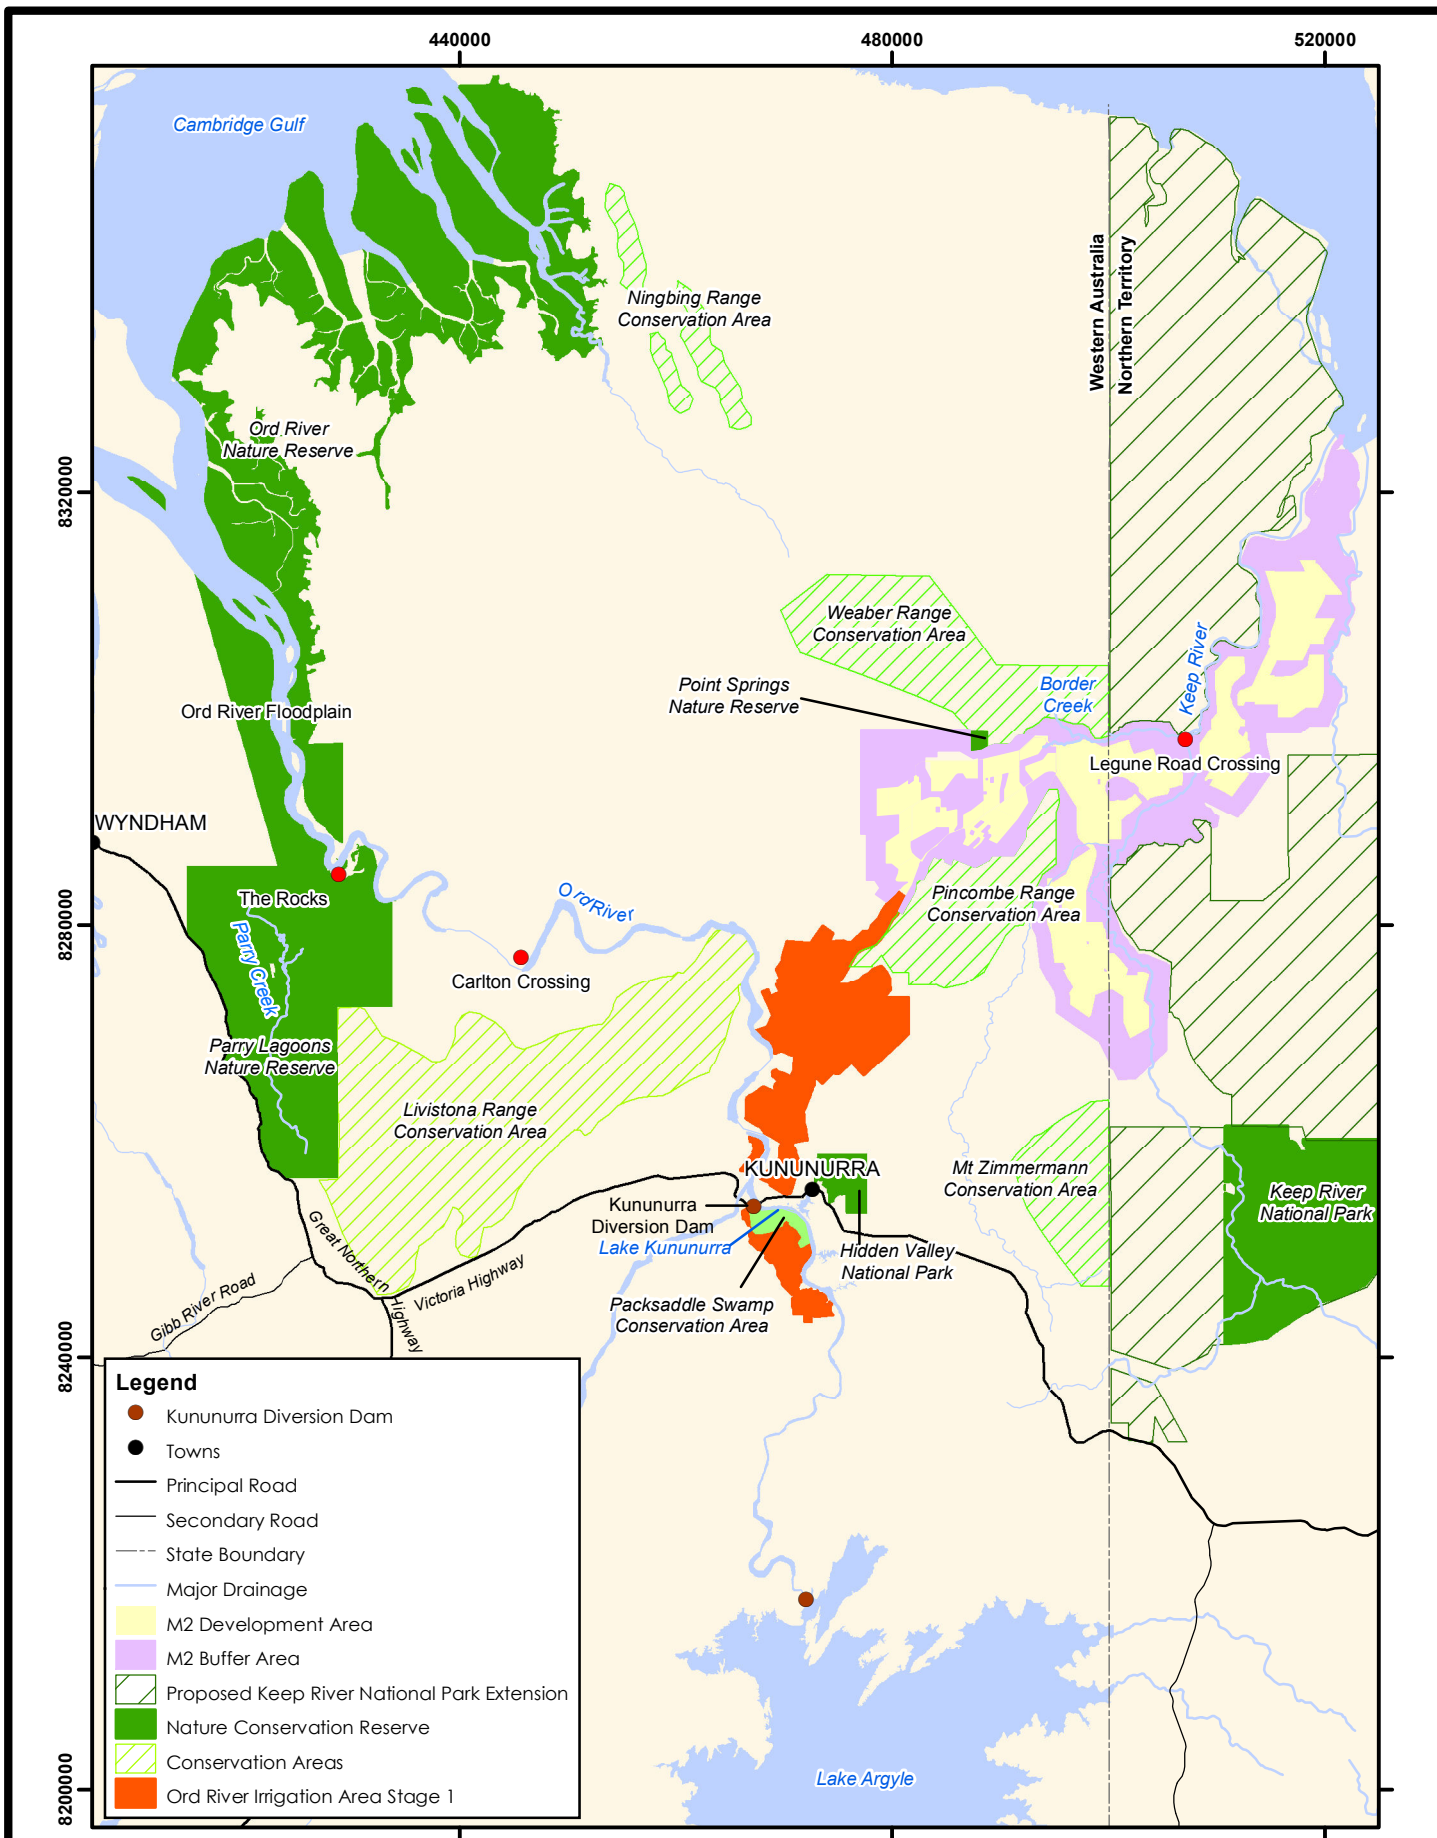 440000
480000
520000
Cambridge Gulf
Western Australia
Northern Territory
Ningbing Range
Conservation Area
Ord River
Nature Reserve
8320000
Weaber Range
Conservation Area
Keep River
Point Springs
Nature Reserve
Border
Creek
Ord River Floodplain
Legune Road Crossing
WYNDHAM
The Rocks
Ord River
Pincombe Range
Conservation Area
8280000
Parry Creek
Carlton Crossing
Parry Lagoons
Nature Reserve
Livistona Range
Conservation Area
KUNUNURRA
Mt Zimmermann
Conservation Area
Keep River
National Park
Kununurra
Diversion Dam
Lake Kununurra
Hidden Valley
National Park
Great Northern Highway
Victoria Highway
Gibb River Road
Packsaddle Swamp
Conservation Area
8240000
Legend
Kununurra Diversion Dam
Towns
Principal Road
Secondary Road
State Boundary
Major Drainage
M2 Development Area
M2 Buffer Area
Proposed Keep River National Park Extension
Nature Conservation Reserve
Conservation Areas
Ord River Irrigation Area Stage 1
Lake Argyle
8200000